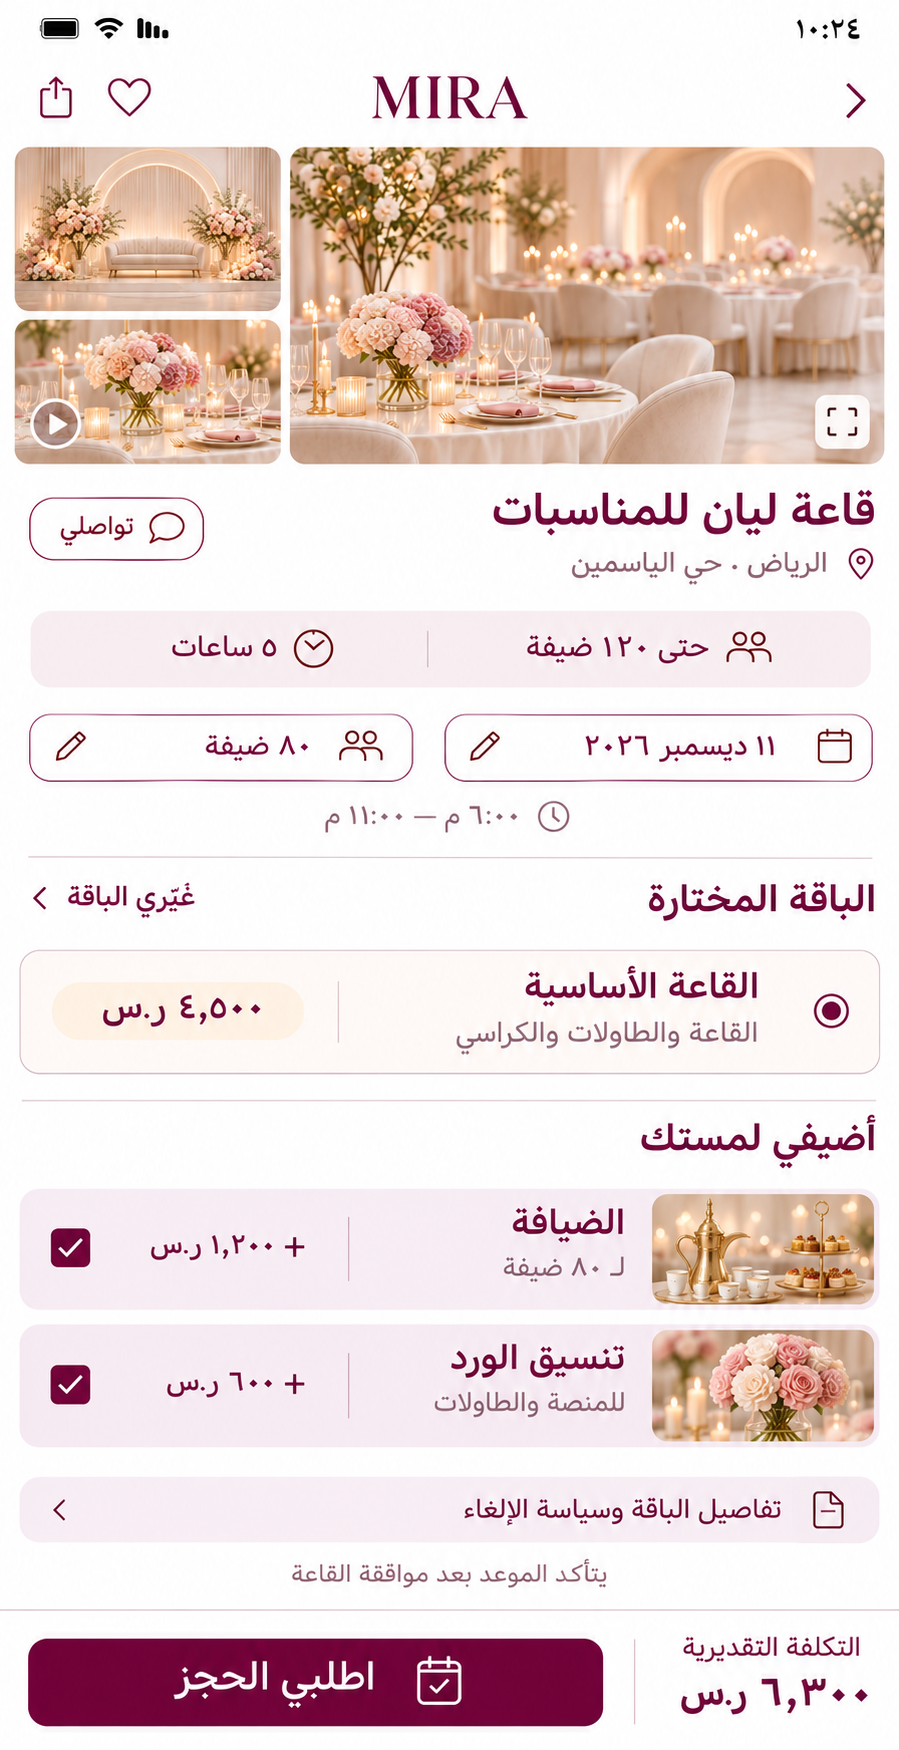 ١٠:٢٤
MIRA
قاعة ليان للمناسبات
الرياض . حي الياسمين
تواصلي
حتى ١٢٠ ضيفة
٥ ساعات
١١ ديسمبر ٢٠٢٦
٨٠ ضيفة
٦:٠٠ م — ١١:٠٠ م
الباقة المختارة
غَيّري الباقة
القاعة الأساسية
القاعة والطاولات والكراسي
٤,٥٠٠ ر.س
أضيفي لمستك
الضيافة
لـ ٨٠ ضيفة
+ ١,٢٠٠ ر.س
تنسيق الورد
للمنصة والطاولات
+ ٦٠٠ ر.س
تفاصيل الباقة وسياسة الإلغاء
يتأكد الموعد بعد مواققة القاعة
التكلفة التقديرية
٦,٣٠٠ ر.س
اطلبي الحجز